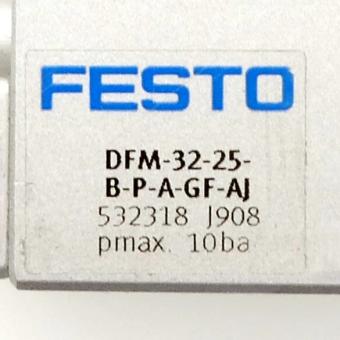 FESTO
DFM-32-25-
B-P-A-GF-AJ
532318 J908
pmax. 10ba